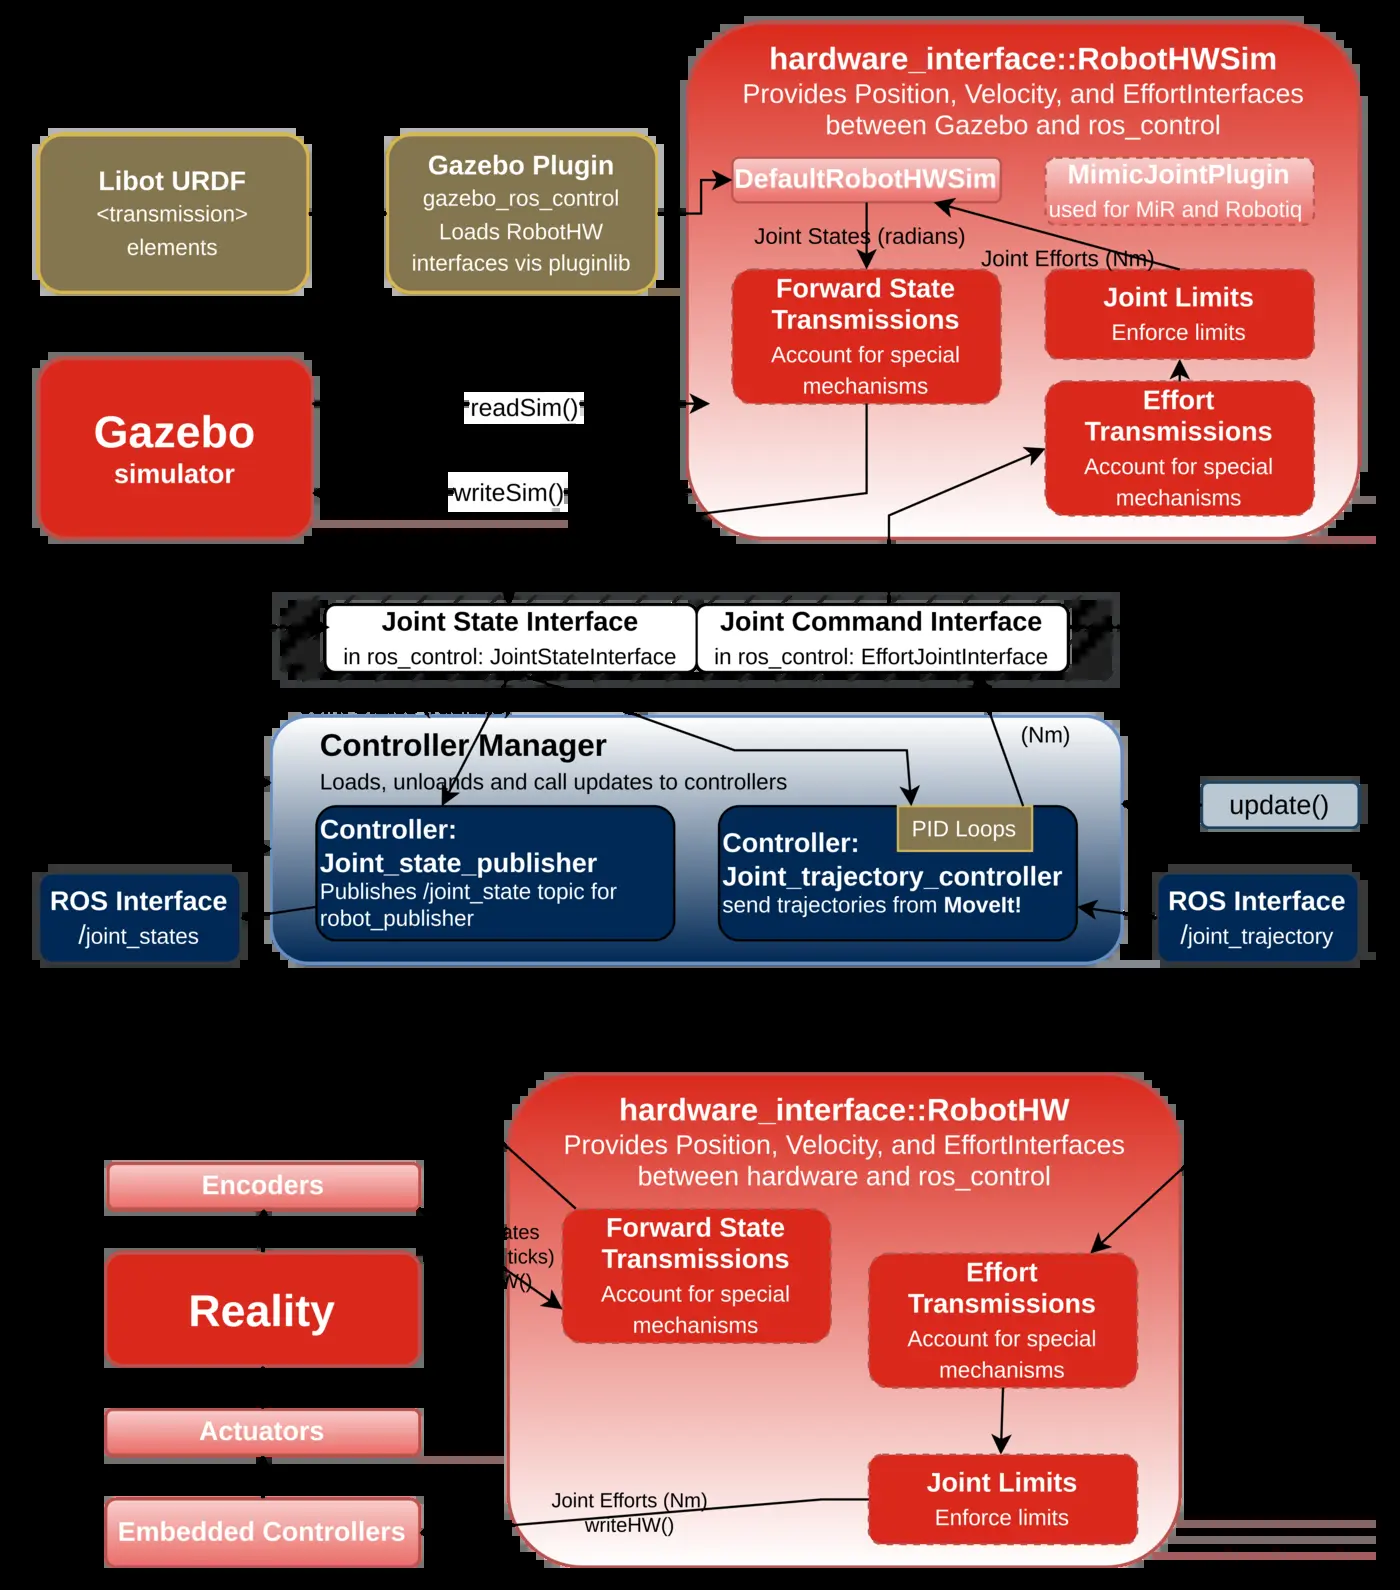 hardware_interface::RobotHWSim
Provides Position, Velocity, and EffortInterfaces
between Gazebo and ros_control
Libot URDF
<transmission>
elements
Gazebo Plugin
gazebo_ros_control
Loads RobotHW
interfaces vis pluginlib
DefaultRobotHWSim
MimicJointPlugin
used for MiR and Robotiq
Joint States (radians)
Joint Efforts (Nm)
Forward State
Transmissions
Account for special
mechanisms
Joint Limits
Enforce limits
Effort
Transmissions
Account for special
mechanisms
Gazebo
simulator
readSim()
writeSim()
Joint State Interface
in ros_control: JointStateInterface
Joint Command Interface
in ros_control: EffortJointInterface
(Nm)
Controller Manager
Loads, unloands and call updates to controllers
update()
Controller:
Joint_state_publisher
Publishes /joint_state topic for
robot_publisher
PID Loops
Controller:
Joint_trajectory_controller
send trajectories from MoveIt!
ROS Interface
/joint_states
ROS Interface
/joint_trajectory
hardware_interface::RobotHW
Provides Position, Velocity, and EffortInterfaces
between hardware and ros_control
Encoders
Reality
Actuators
Embedded Controllers
ticks)
Forward State
Transmissions
Account for special
mechanisms
Effort
Transmissions
Account for special
mechanisms
Joint Limits
Enforce limits
Joint Efforts (Nm)
writeHW()